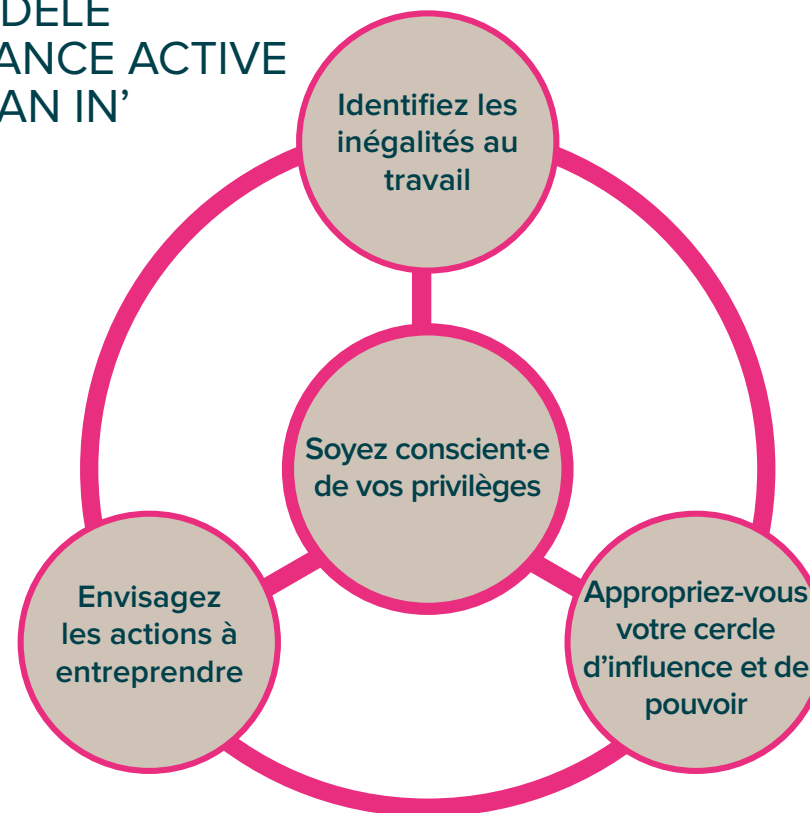 DÈLE
ANCE ACTIVE
AN IN’
Identifiez les
inégalités au
travail
Soyez conscient·e
de vos privilèges
Envisagez
les actions à
entreprendre
Appropriez-vous
votre cercle
d’influence et de
pouvoir